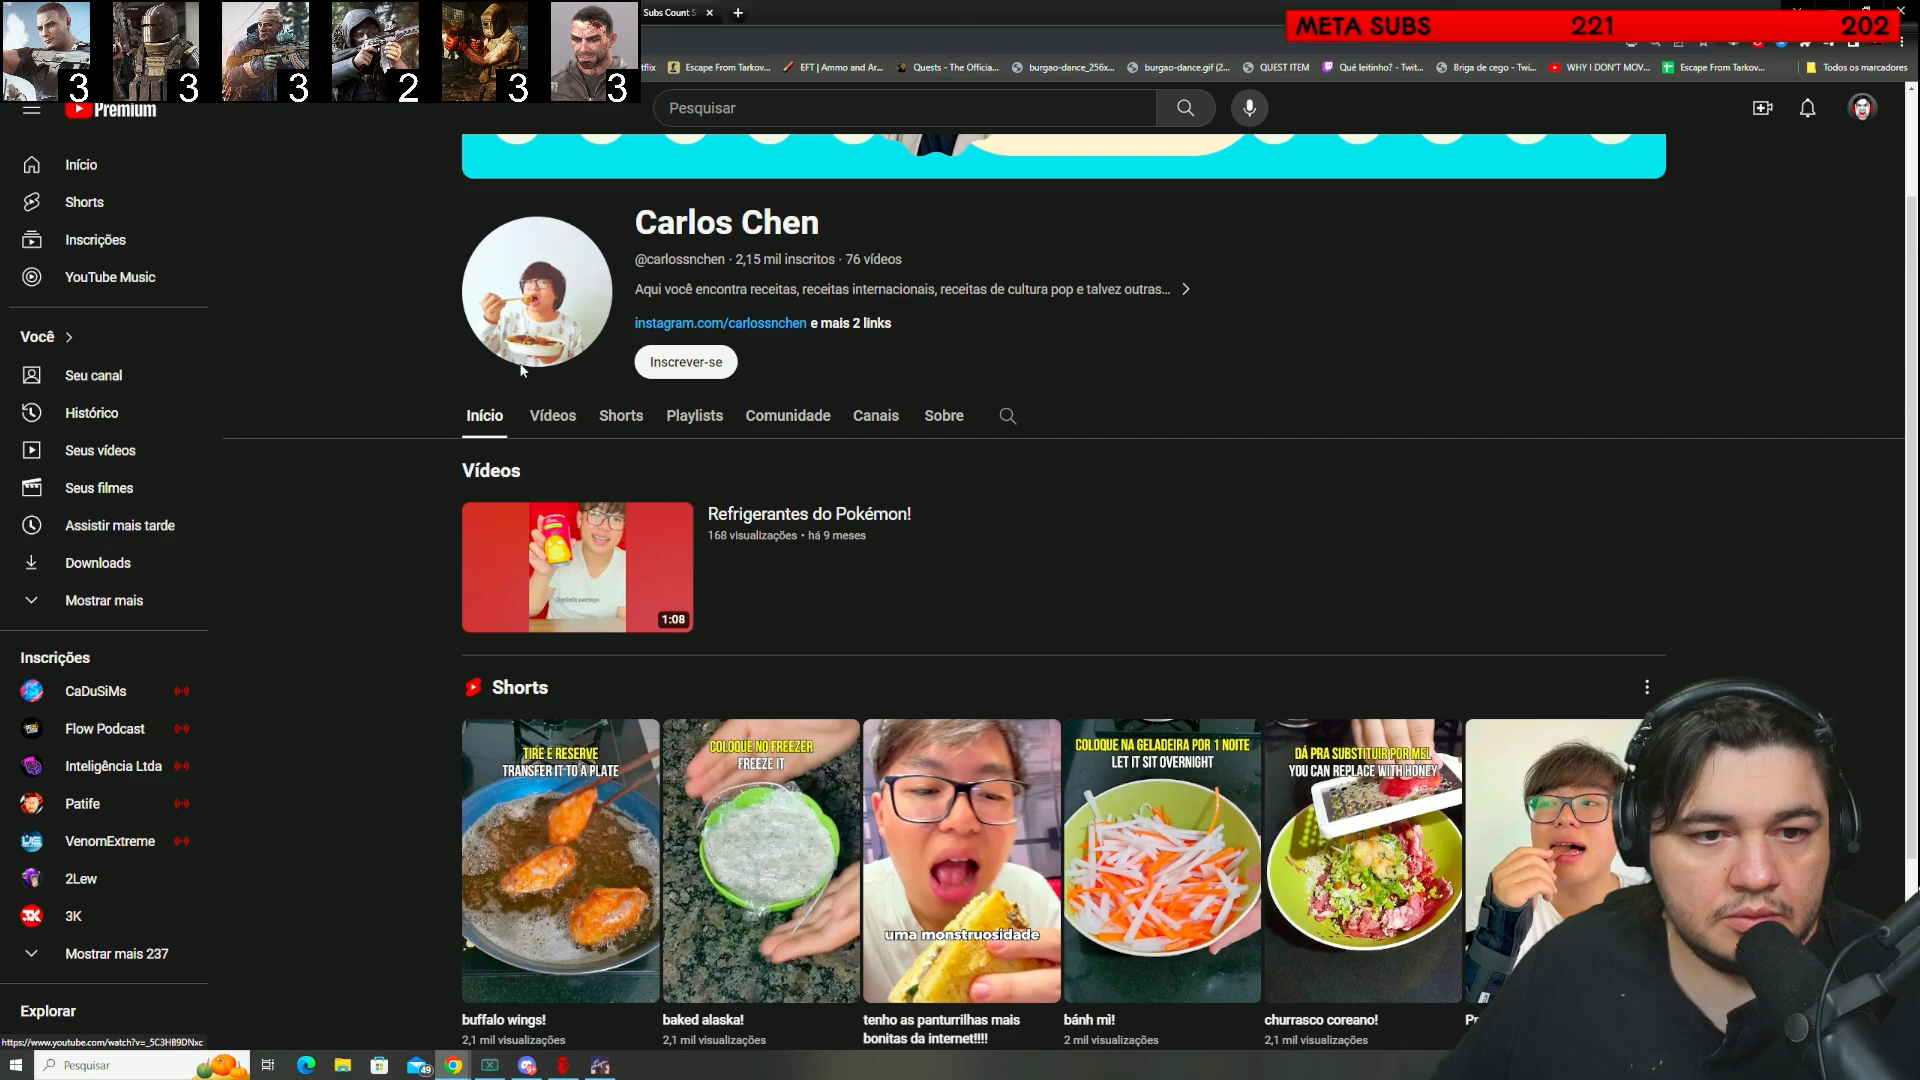 3
3
3
2
3
3
Subs Count S
META SUBS 221 202
tflix
Escape From Tarkov...
EFT | Ammo and Ar...
Quests - The Officia...
burgao-dance_256x...
burgao-dance.gif (2...
QUEST ITEM
Qué leitinho? - Twit...
Briga de cego - Twi...
WHY I DON'T MOV...
Escape From Tarkov...
Todos os marcadores
Premium
Pesquisar
Início
Shorts
Inscrições
YouTube Music
Você
Seu canal
Histórico
Seus vídeos
Seus filmes
Assistir mais tarde
Downloads
Mostrar mais
Inscrições
CaDuSiMs
Flow Podcast
Inteligência Ltda
Patife
VenomExtreme
2Lew
3K
Mostrar mais 237
Explorar
Carlos Chen
@carlossnchen · 2,15 mil inscritos · 76 vídeos
Aqui você encontra receitas, receitas internacionais, receitas de cultura pop e talvez outras...
instagram.com/carlossnchen e mais 2 links
Inscrever-se
Início Vídeos Shorts Playlists Comunidade Canais Sobre
Vídeos
1:08
Refrigerantes do Pokémon!
168 visualizações • há 9 meses
Shorts
TIRE E RESERVE
TRANSFER IT TO A PLATE
COLOQUE NO FREEZER
FREEZE IT
uma monstruosidade
COLOQUE NA GELADEIRA POR 1 NOITE
LET IT SIT OVERNIGHT
DÁ PRA SUBSTITUIR POR MEL
YOU CAN REPLACE WITH HONEY
buffalo wings!
2,1 mil visualizações
baked alaska!
2,1 mil visualizações
tenho as panturrilhas mais
bonitas da internet!!!!
bánh mì!
2 mil visualizações
churrasco coreano!
2,1 mil visualizações
https://www.youtube.com/watch?v=_5C3HB9DNxc
Pesquisar
49